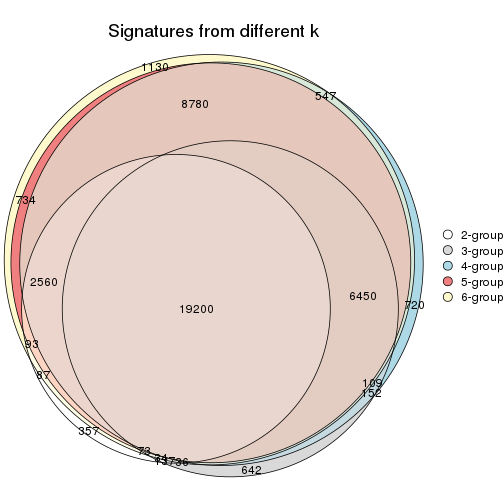 Signatures from different k
1130
547
8780
734
2-group
3-group
4-group
5-group
6-group
2560
6450
720
19200
93
87
109
152
357
73
642